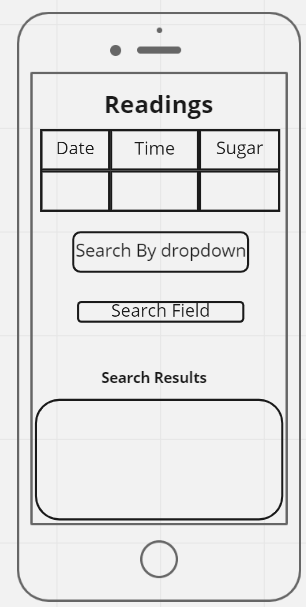 Readings
Date Time Sugar
Search By dropdown
Search Field
Search Results